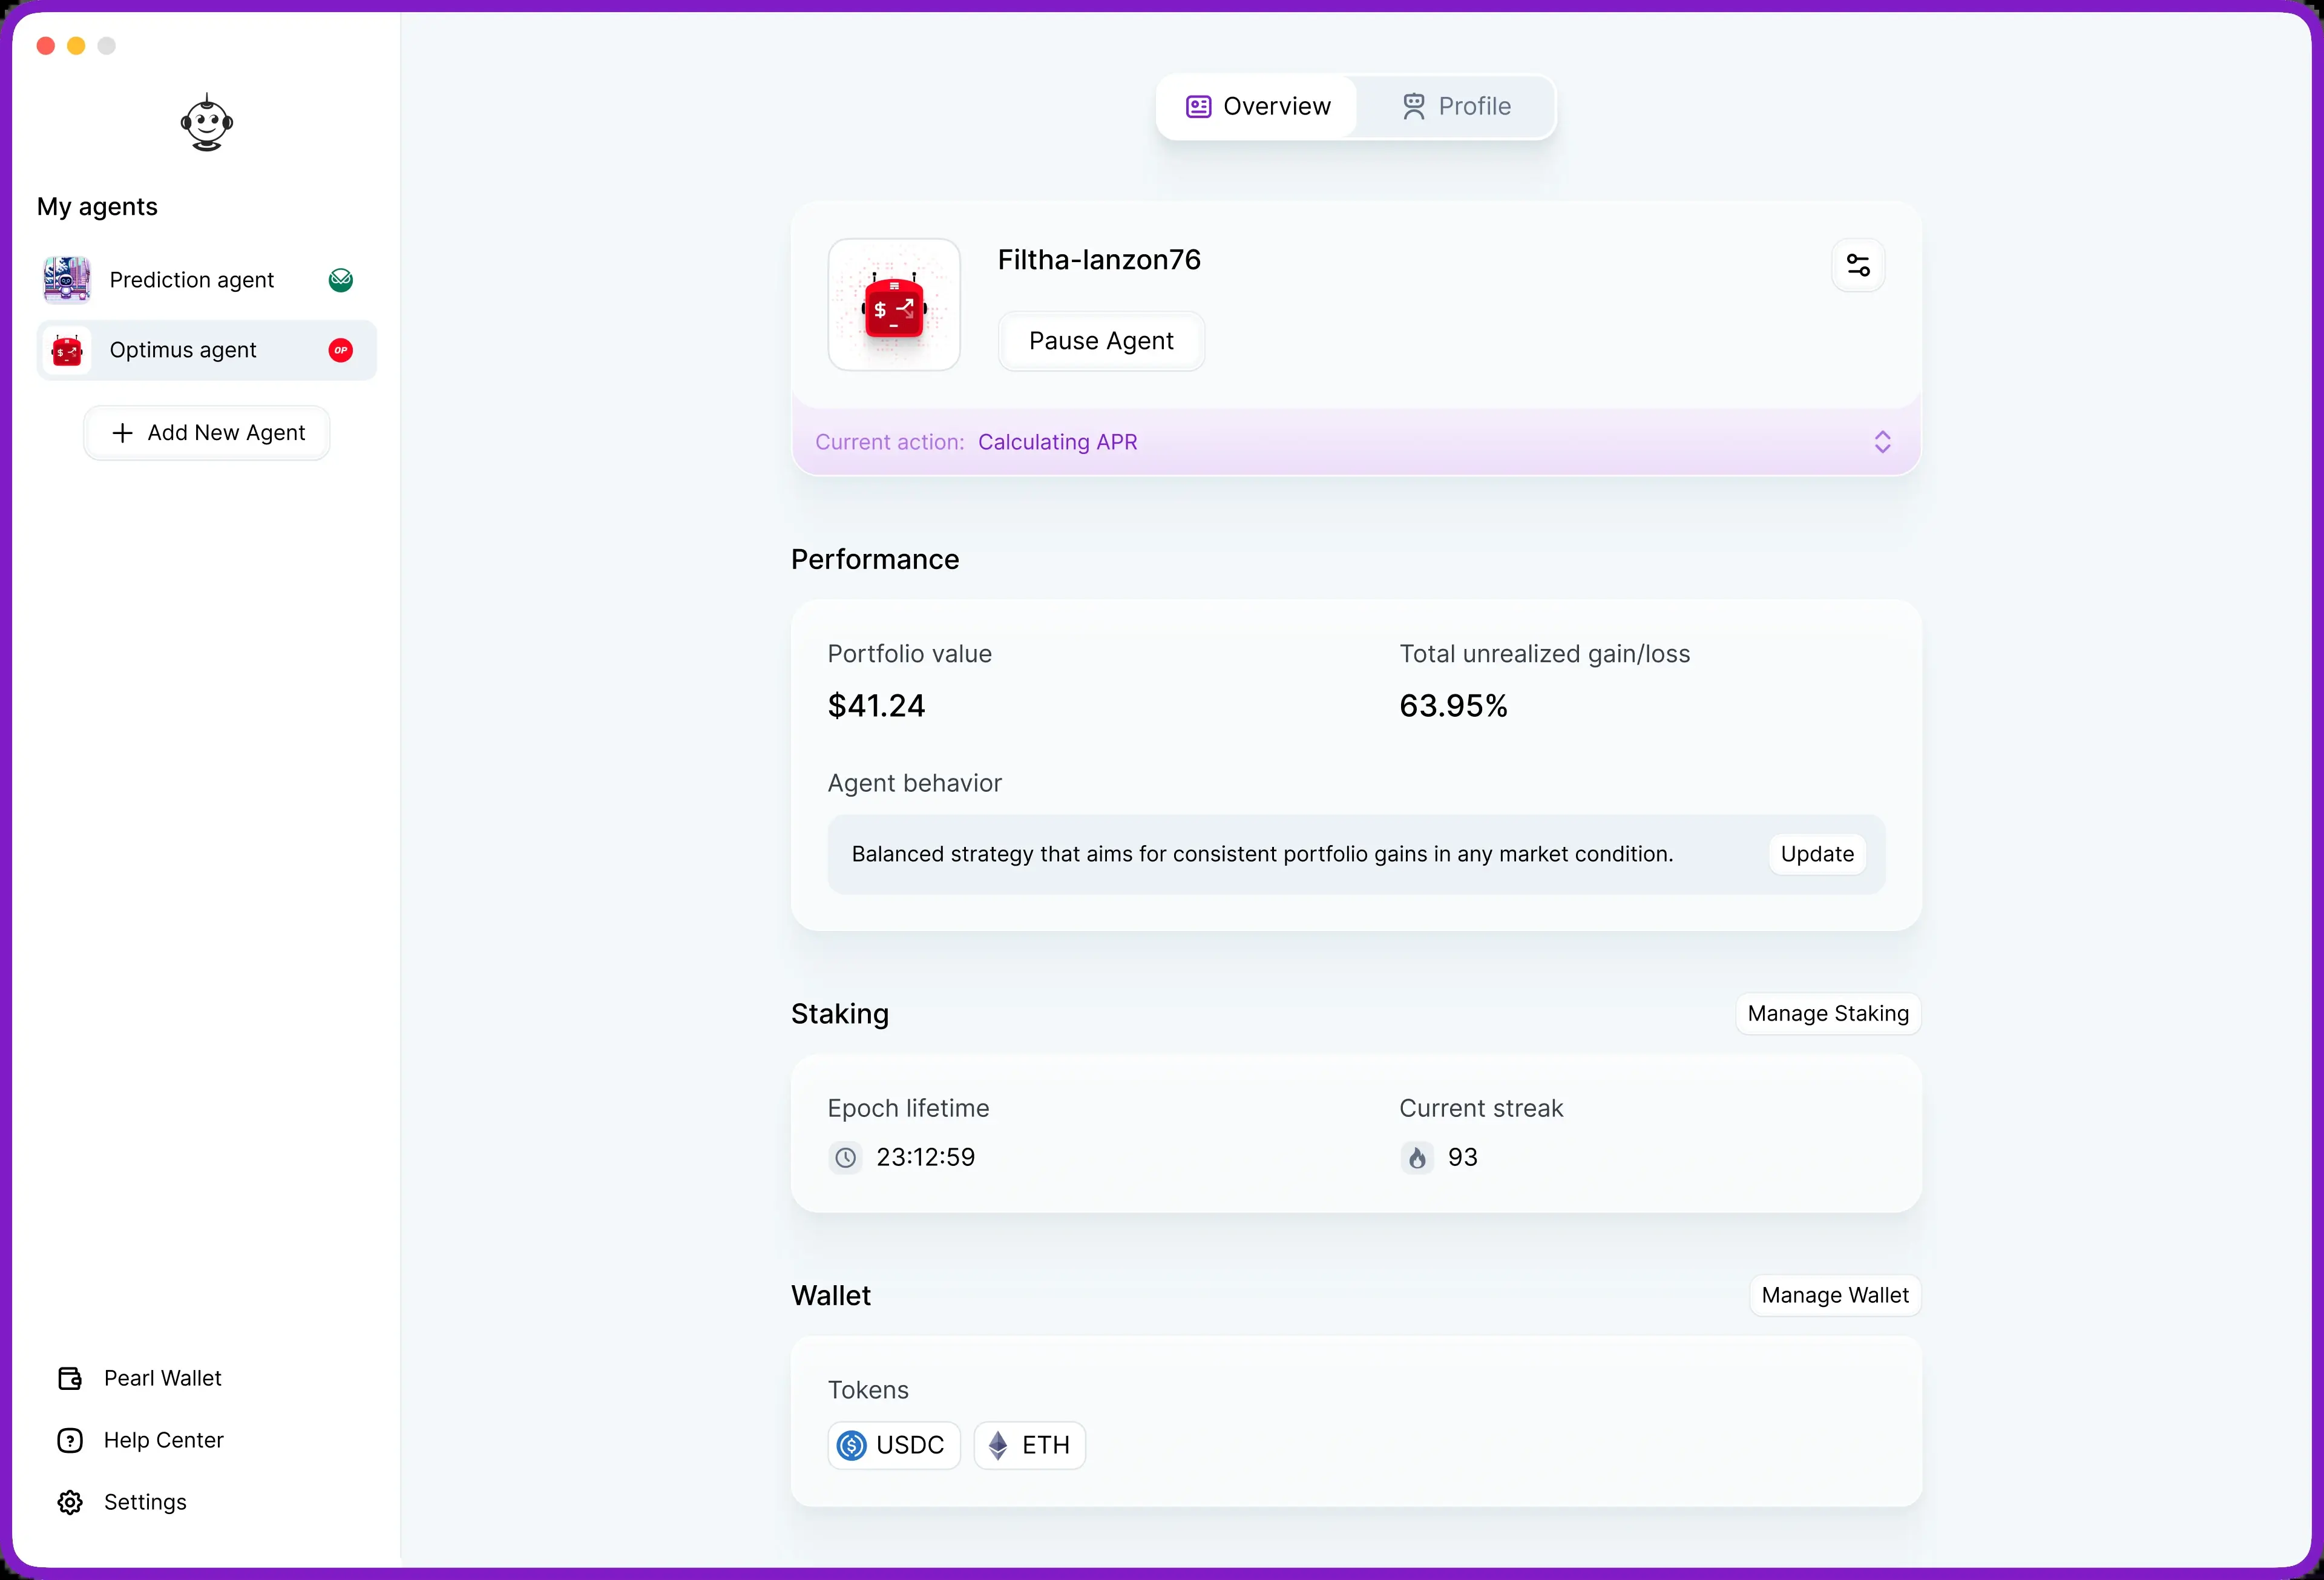 My agents
Prediction agent
Optimus agent
OP
Add New Agent
Pearl Wallet
Help Center
Settings
Overview
Profile
Filtha-lanzon76
Pause Agent
Current action: Calculating APR
Performance
Portfolio value
$41.24
Total unrealized gain/loss
63.95%
Agent behavior
Balanced strategy that aims for consistent portfolio gains in any market condition.
Update
Staking
Manage Staking
Epoch lifetime
23:12:59
Current streak
93
Wallet
Manage Wallet
Tokens
USDC
ETH